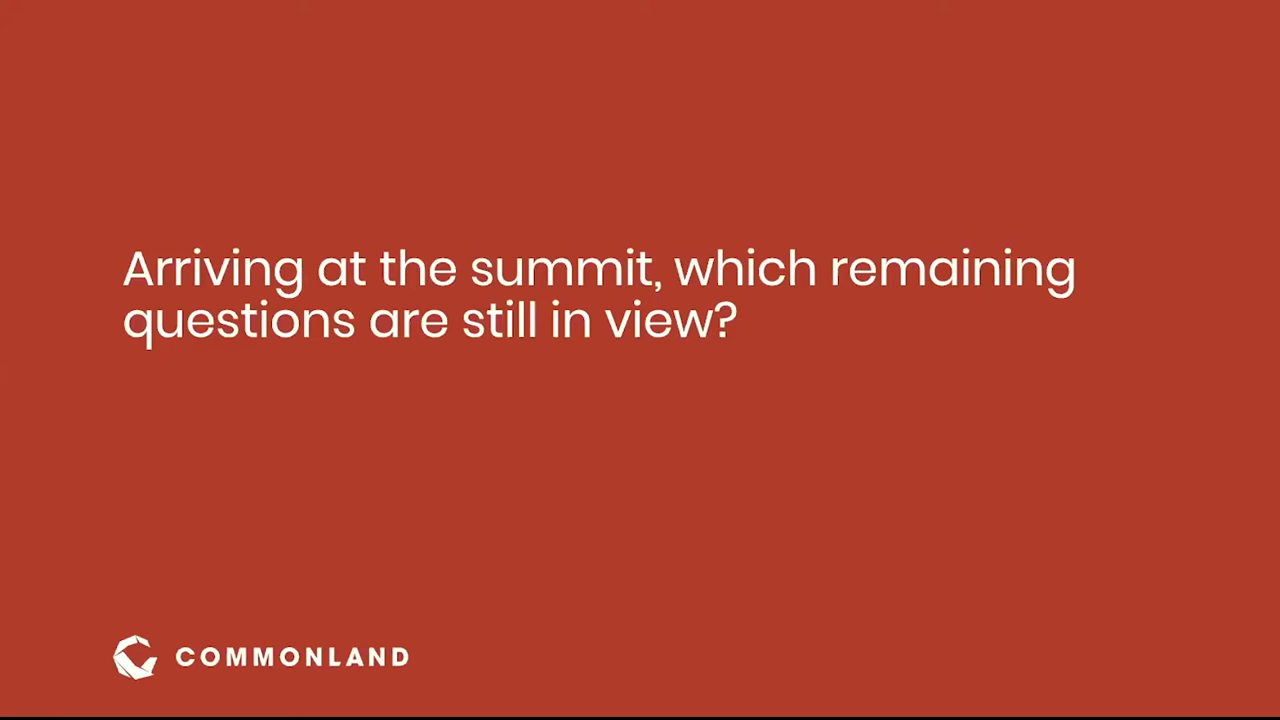 Arriving at the summit, which remaining
questions are still in view?
COMMONLAND